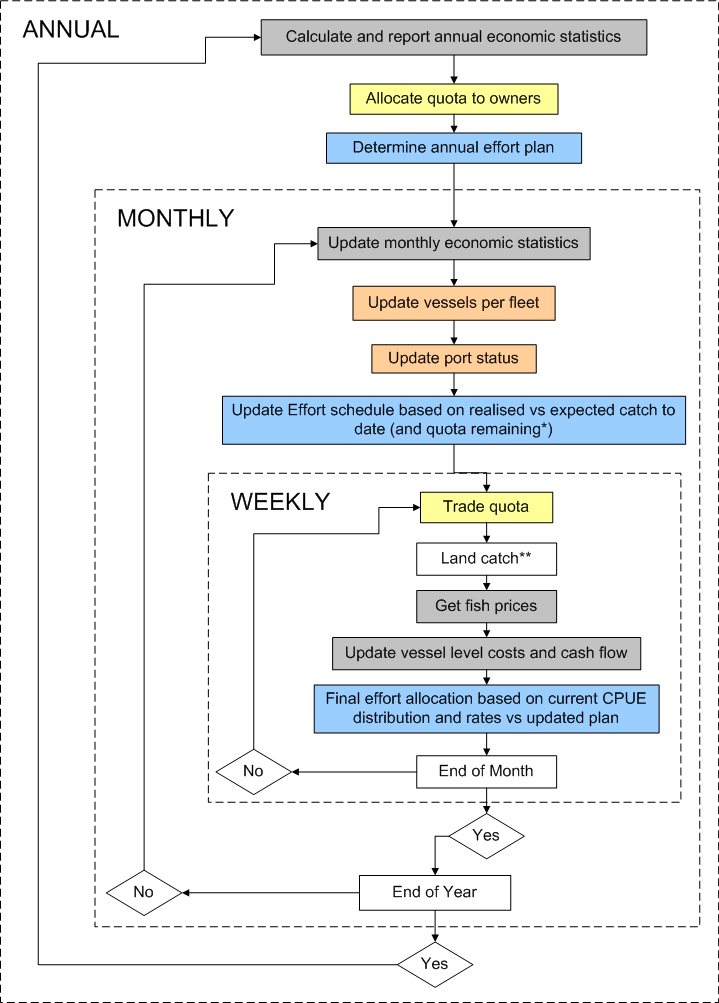 ANNUAL
Calculate and report annual economic statistics
Allocate quota to owners
Determine annual effort plan
MONTHLY
Update monthly economic statistics
Update vessels per fleet
Update port status
Update Effort schedule based on realised vs expected catch to
date (and quota remaining*)
WEEKLY
Trade quota
Land catch**
Get fish prices
Update vessel level costs and cash flow
Final effort allocation based on current CPUE
distribution and rates vs updated plan
No
End of Month
Yes
No
End of Year
Yes